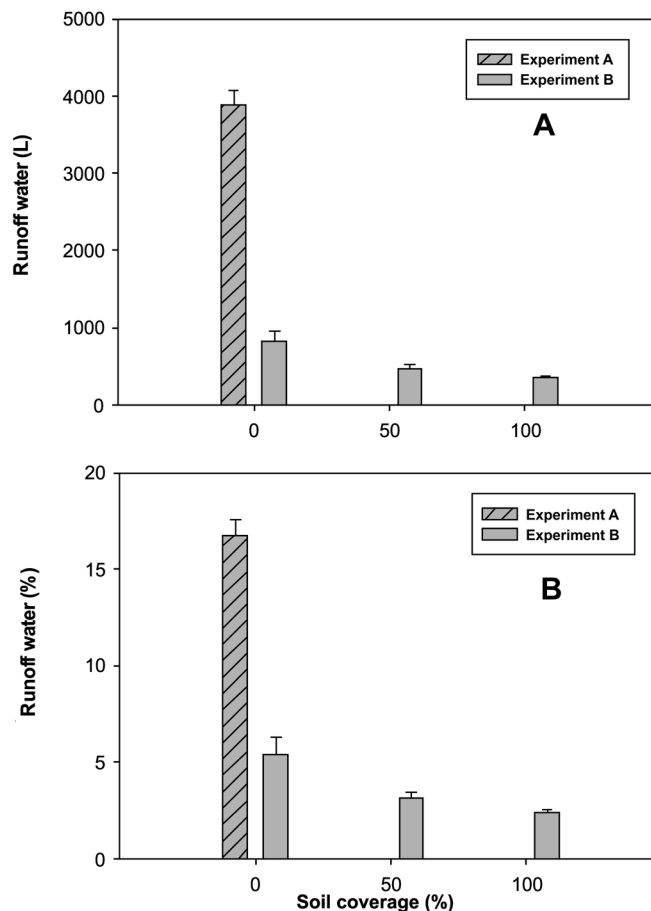 5000
4000
3000
2000
1000
0
Runoff water (L)
Experiment A
Experiment B
A
0 50 100
20
15
10
5
0
Runoff water (%)
Experiment A
Experiment B
B
0 50 100
Soil coverage (%)